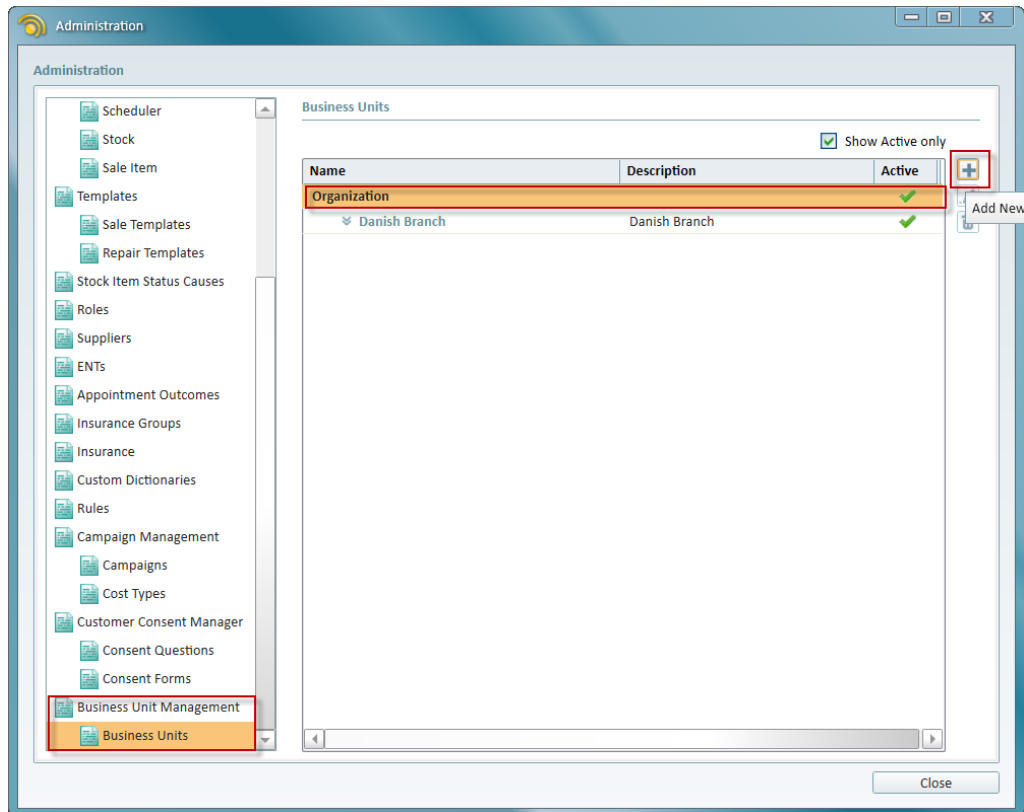 Administration
Administration
Scheduler
Stock
Sale Item
Templates
Sale Templates
Repair Templates
Stock Item Status Causes
Roles
Suppliers
ENTs
Appointment Outcomes
Insurance Groups
Insurance
Custom Dictionaries
Rules
Campaign Management
Campaigns
Cost Types
Customer Consent Manager
Consent Questions
Consent Forms
Business Unit Management
Business Units
Business Units
Show Active only
Name Description Active
Organization
Danish Branch Danish Branch
Add New
Close